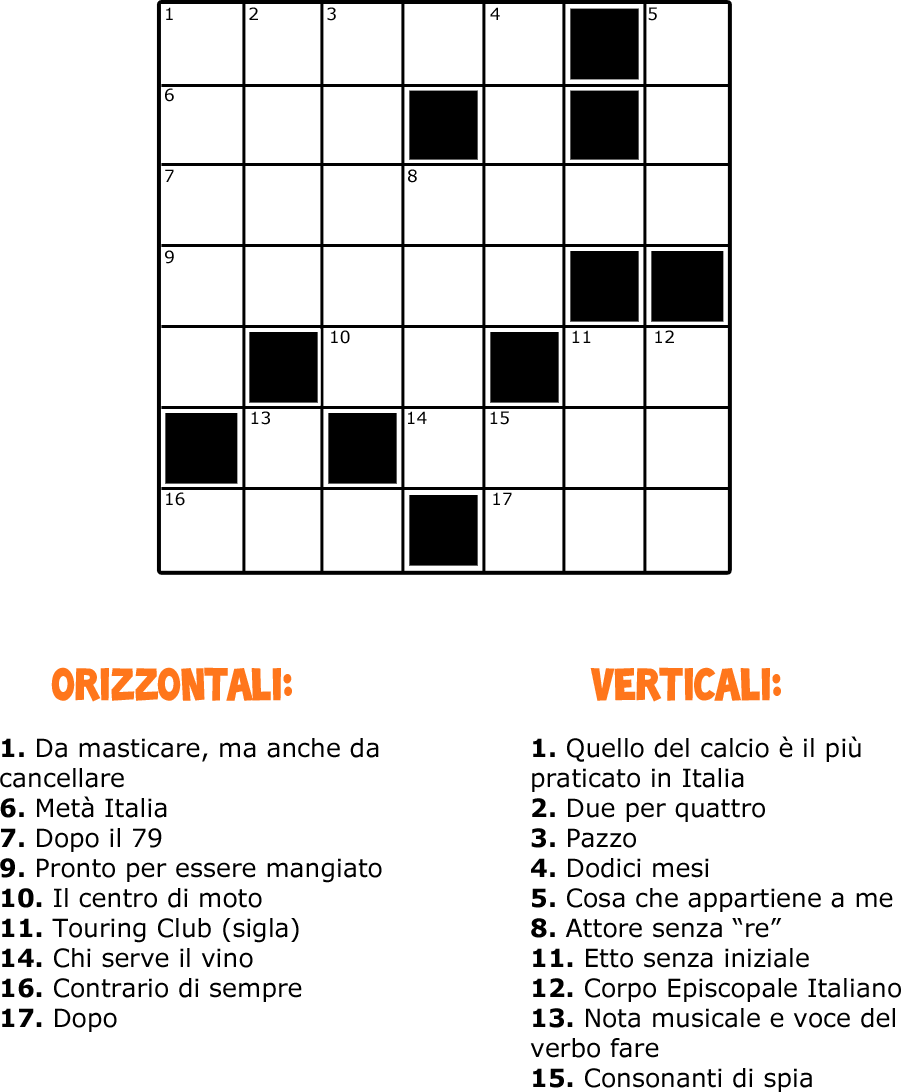 1 2 3 4 5
6
7 8
9
10 11 12
13 14 15
16 17
ORIZZONTALI:
1. Da masticare, ma anche da
cancellare
6. Metà Italia
7. Dopo il 79
9. Pronto per essere mangiato
10. Il centro di moto
11. Touring Club (sigla)
14. Chi serve il vino
16. Contrario di sempre
17. Dopo
VERTICALI:
1. Quello del calcio è il più
praticato in Italia
2. Due per quattro
3. Pazzo
4. Dodici mesi
5. Cosa che appartiene a me
8. Attore senza “re”
11. Etto senza iniziale
12. Corpo Episcopale Italiano
13. Nota musicale e voce del
verbo fare
15. Consonanti di spia